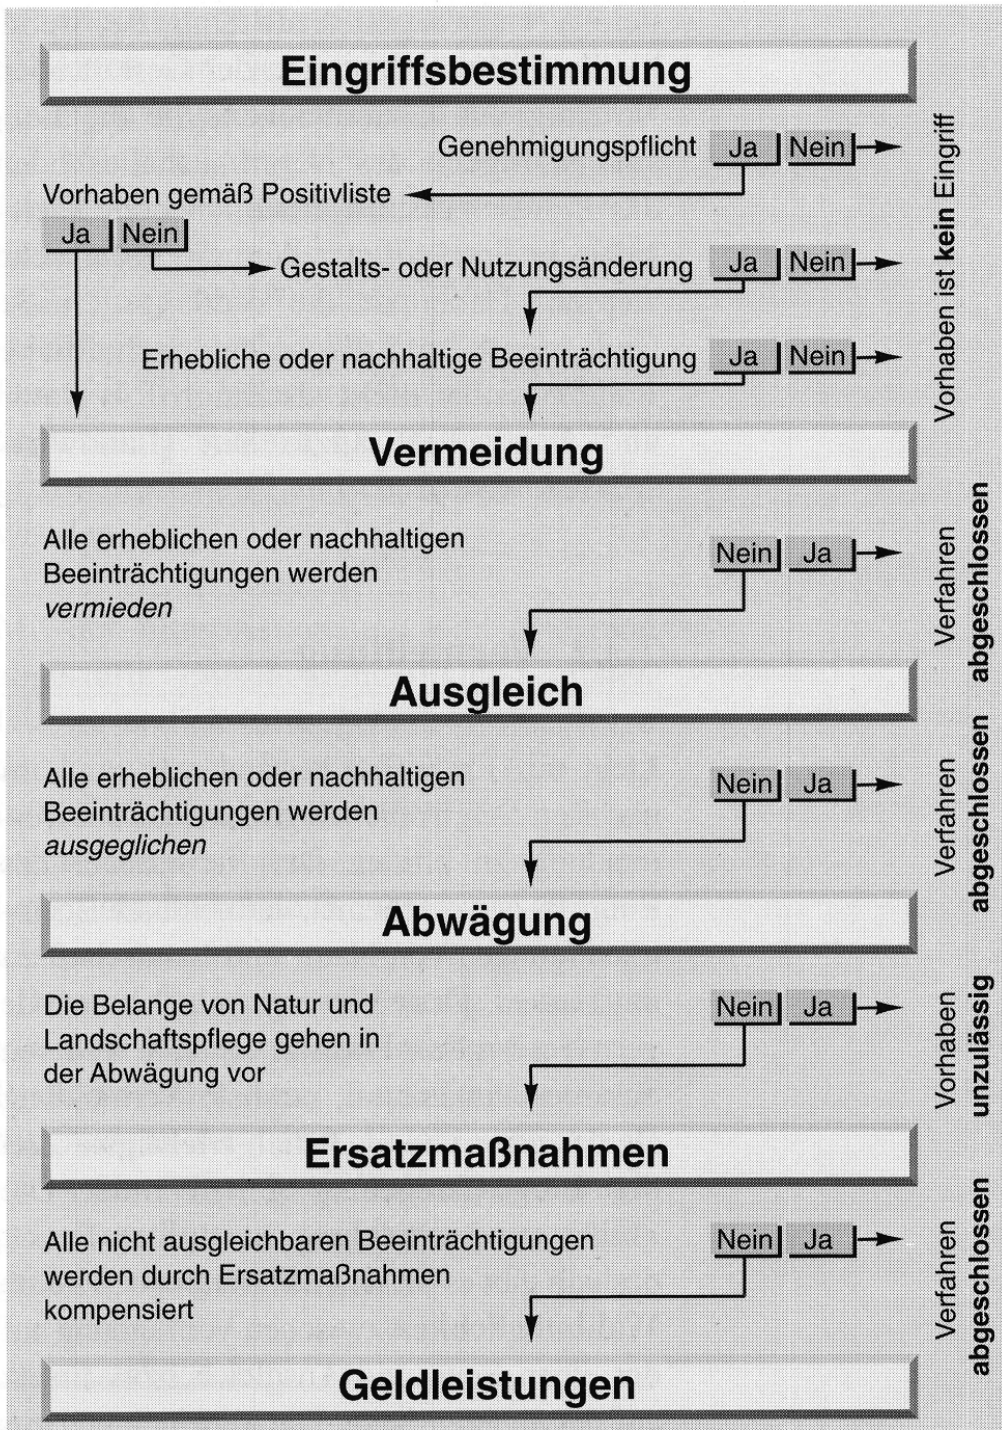 Eingriffsbestimmung
Genehmigungspflicht Ja Nein
Vorhaben gemäß Positivliste
Ja Nein
Gestalts- oder Nutzungsänderung Ja Nein
Erhebliche oder nachhaltige Beeinträchtigung Ja Nein
Vorhaben ist kein Eingriff
Vermeidung
Alle erheblichen oder nachhaltigen
Beeinträchtigungen werden
vermieden
Nein Ja
Verfahren
abgeschlossen
Ausgleich
Alle erheblichen oder nachhaltigen
Beeinträchtigungen werden
ausgeglichen
Nein Ja
Verfahren
abgeschlossen
Abwägung
Die Belange von Natur und
Landschaftspflege gehen in
der Abwägung vor
Nein Ja
Vorhaben
unzulässig
Ersatzmaßnahmen
Alle nicht ausgleichbaren Beeinträchtigungen
werden durch Ersatzmaßnahmen
kompensiert
Nein Ja
Verfahren
abgeschlossen
Geldleistungen